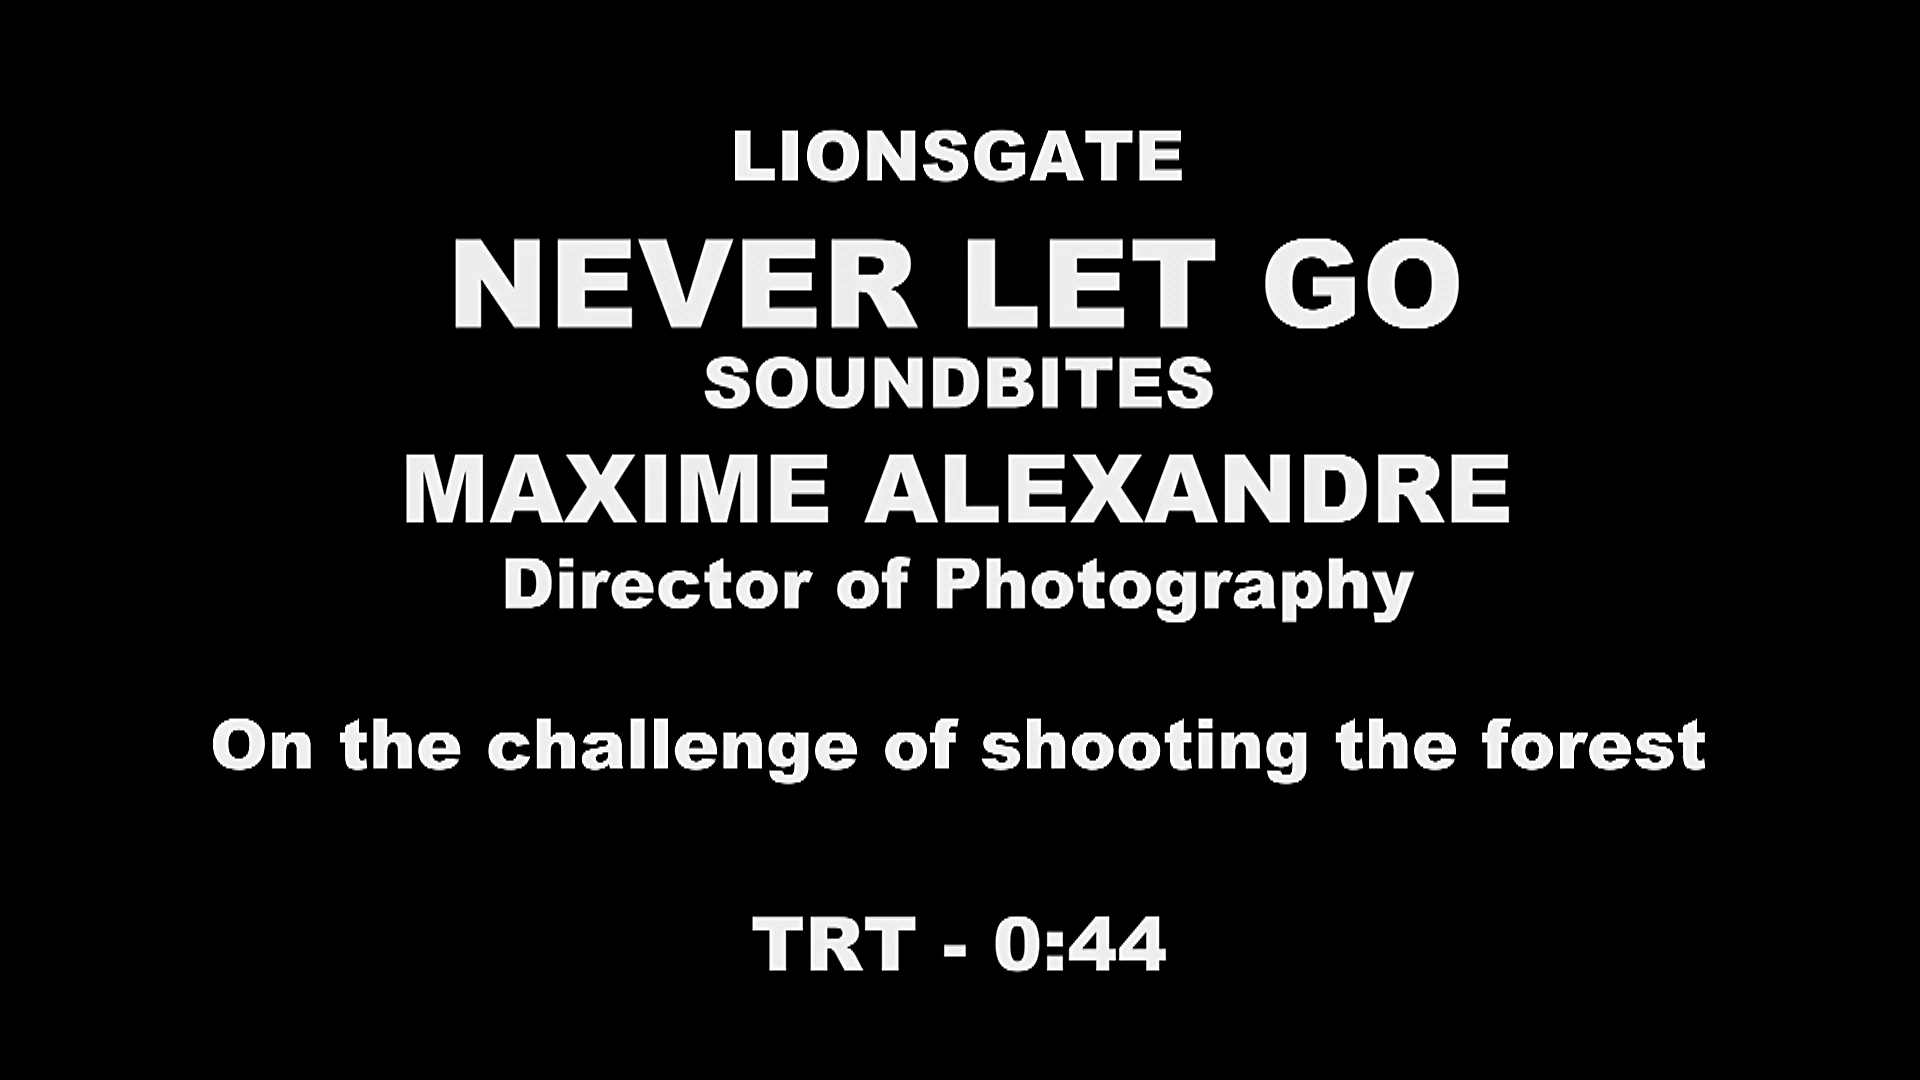 LIONSGATE
NEVER LET GO
SOUNDBITES
MAXIME ALEXANDRE
Director of Photography
On the challenge of shooting the forest
TRT - 0:44